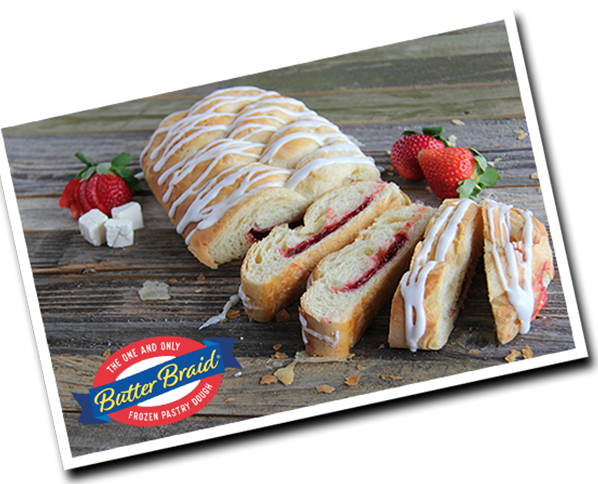 THE ONE AND ONLY
Butter Braid®
FROZEN PASTRY DOUGH